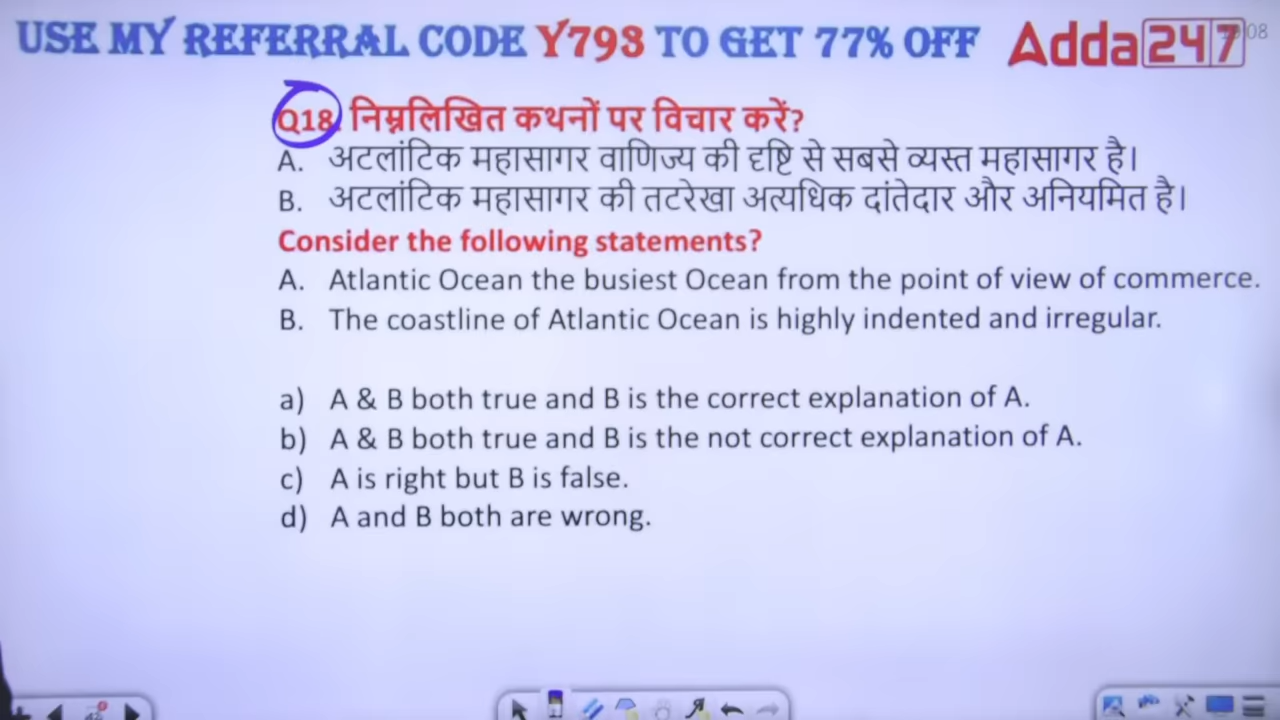 USE MY REFERRAL CODE Y793 TO GET 77% OFF
Adda 247
Q18. निम्नलिखित कथनों पर विचार करें?
A. अटलांटिक महासागर वाणिज्य की दृष्टि से सबसे व्यस्त महासागर है।
B. अटलांटिक महासागर की तटरेखा अत्यधिक दांतेदार और अनियमित है।
Consider the following statements?
A. Atlantic Ocean the busiest Ocean from the point of view of commerce.
B. The coastline of Atlantic Ocean is highly indented and irregular.
a) A & B both true and B is the correct explanation of A.
b) A & B both true and B is the not correct explanation of A.
c) A is right but B is false.
d) A and B both are wrong.